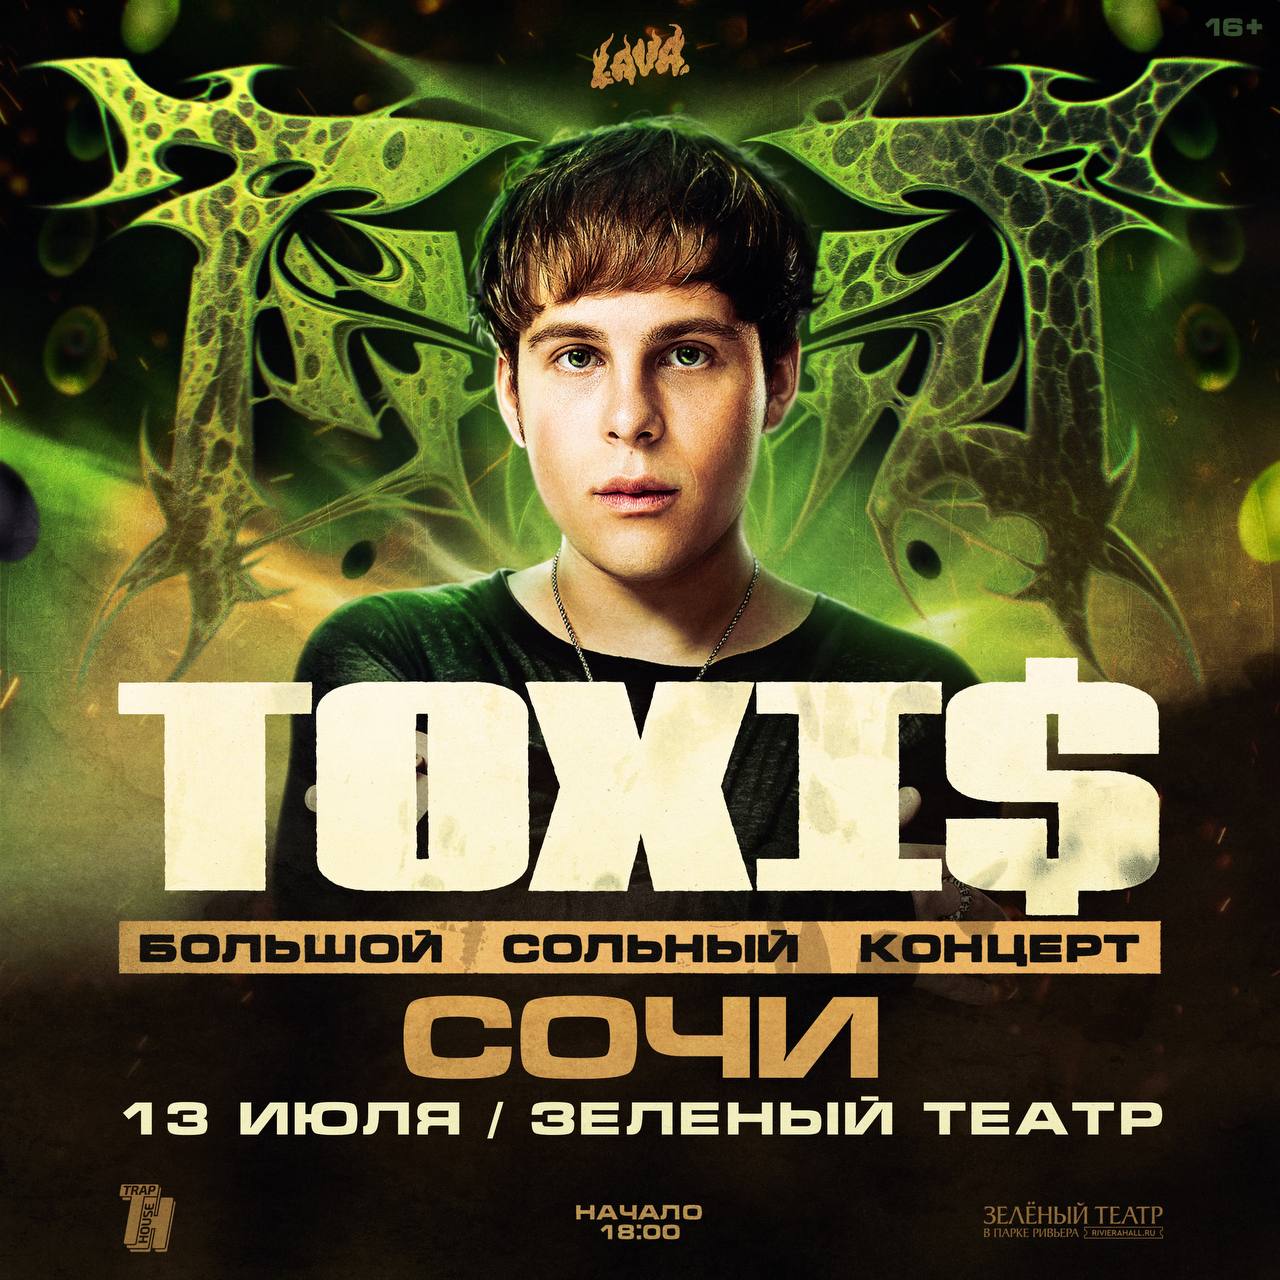 LAVA.
16+
TOXI$
БОЛЬШОЙ СОЛЬНЫЙ КОНЦЕРТ
СОЧИ
13 ИЮЛЯ / ЗЕЛЕНЫЙ ТЕАТР
TRAP
HOUSE
НАЧАЛО
18:00
ЗЕЛЁНЫЙ ТЕАТР
В ПАРКЕ РИВЬЕРА RIVIERAHALL.RU